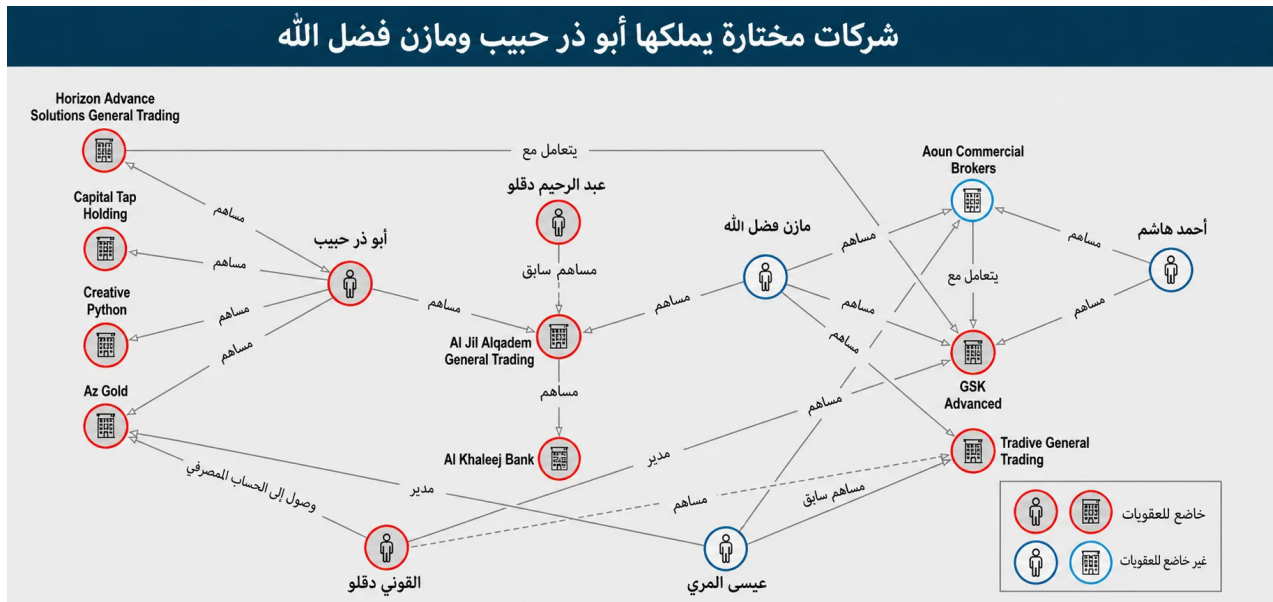 شركات مختارة يملكها أبو ذر حبيب ومازن فضل الله
Horizon Advance
Solutions General Trading
يتعامل مع
Aoun Commercial
Brokers
Capital Tap
Holding
مساهم
عبد الرحيم دقلو
مازن فضل الله
أحمد هاشم
أبو ذر حبيب
مساهم
مساهم
مساهم
مساهم سابق
يتعامل مع
Creative
Python
مساهم
مساهم
مساهم
مساهم
مساهم
Al Jil Alqadem
General Trading
مساهم
مساهم
Az Gold
مساهم
GSK
Advanced
مساهم
Al Khaleej Bank
مدير
Tradive General
Trading
وصول إلى الحساب المصرفي
مدير
مساهم
مساهم سابق
القوني دقلو
عيسى المري
خاضع للعقوبات
غير خاضع للعقوبات